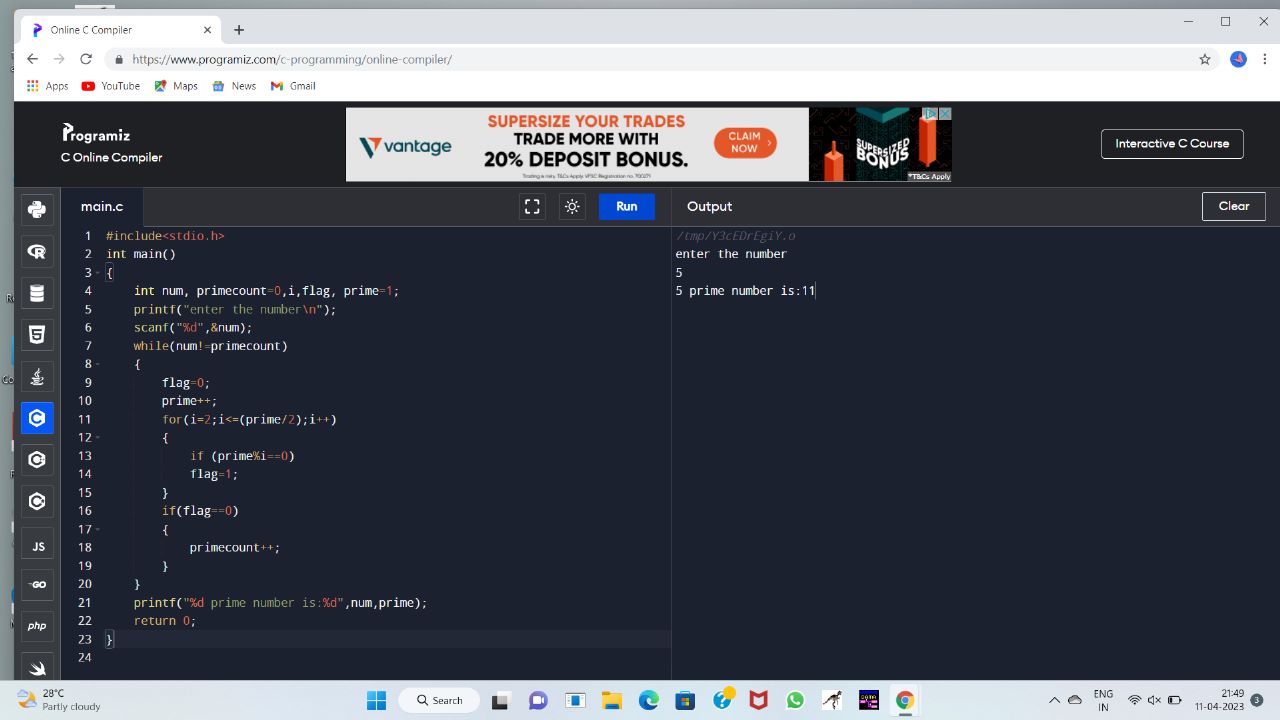 Online C Compiler
https://www.programiz.com/c-programming/online-compiler/
Apps YouTube Maps News Gmail
Programiz
C Online Compiler
vantage
SUPERSIZE YOUR TRADES
TRADE MORE WITH
20% DEPOSIT BONUS.
Trading is risky. T&Cs Apply. VFSC Registration no. 700271
CLAIM
NOW
SUPERSIZED
BONUS
*T&Cs Apply
Interactive C Course
main.c
Run
Output
Clear
1 #include<stdio.h>
2 int main()
3 {
4 int num, primecount=0,i,flag, prime=1;
5 printf("enter the number\n");
6 scanf("%d",&num);
7 while(num!=primecount)
8 {
9 flag=0;
10 prime++;
11 for(i=2;i<=(prime/2);i++)
12 {
13 if (prime%i==0)
14 flag=1;
15 }
16 if(flag==0)
17 {
18 primecount++;
19 }
20 }
21 printf("%d prime number is:%d",num,prime);
22 return 0;
23 }
24
/tmp/Y3cEDrEgiY.o
enter the number
5
5 prime number is:11
JS
GO
php
28°C
Partly cloudy
Search
ENG
IN
21:49
11-04-2023
3